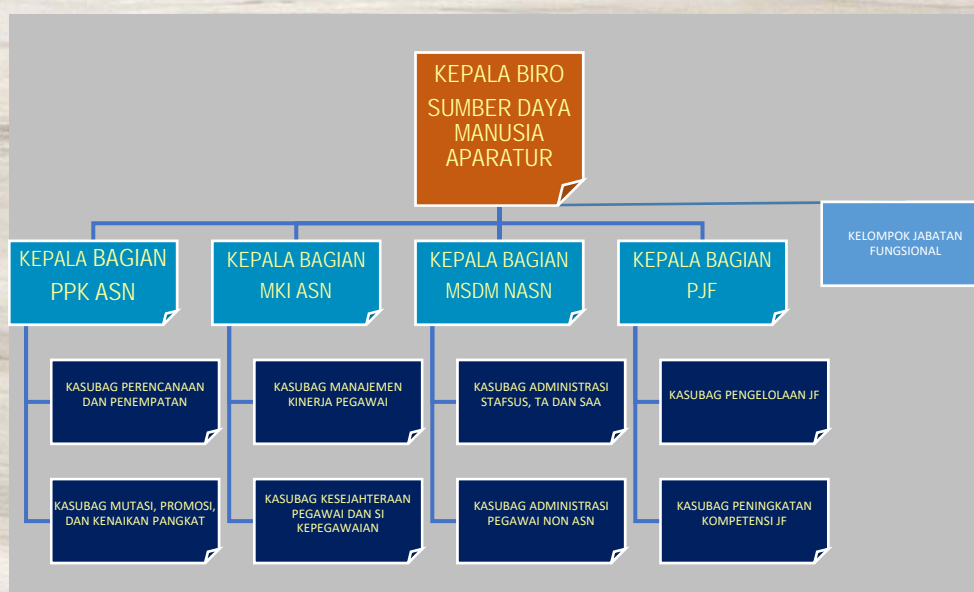 KEPALA BIRO
SUMBER DAYA
MANUSIA
APARATUR
KELOMPOK JABATAN
FUNGSIONAL
KEPALA BAGIAN
PPK ASN
KEPALA BAGIAN
MKI ASN
KEPALA BAGIAN
MSDM NASN
KEPALA BAGIAN
PJF
KASUBAG PERENCANAAN
DAN PENEMPATAN
KASUBAG MANAJEMEN
KINERJA PEGAWAI
KASUBAG ADMINISTRASI
STAFSUS, TA DAN SAA
KASUBAG PENGELOLAAN JF
KASUBAG MUTASI, PROMOSI,
DAN KENAIKAN PANGKAT
KASUBAG KESEJAHTERAAN
PEGAWAI DAN SI
KEPEGAWAIAN
KASUBAG ADMINISTRASI
PEGAWAI NON ASN
KASUBAG PENINGKATAN
KOMPETENSI JF